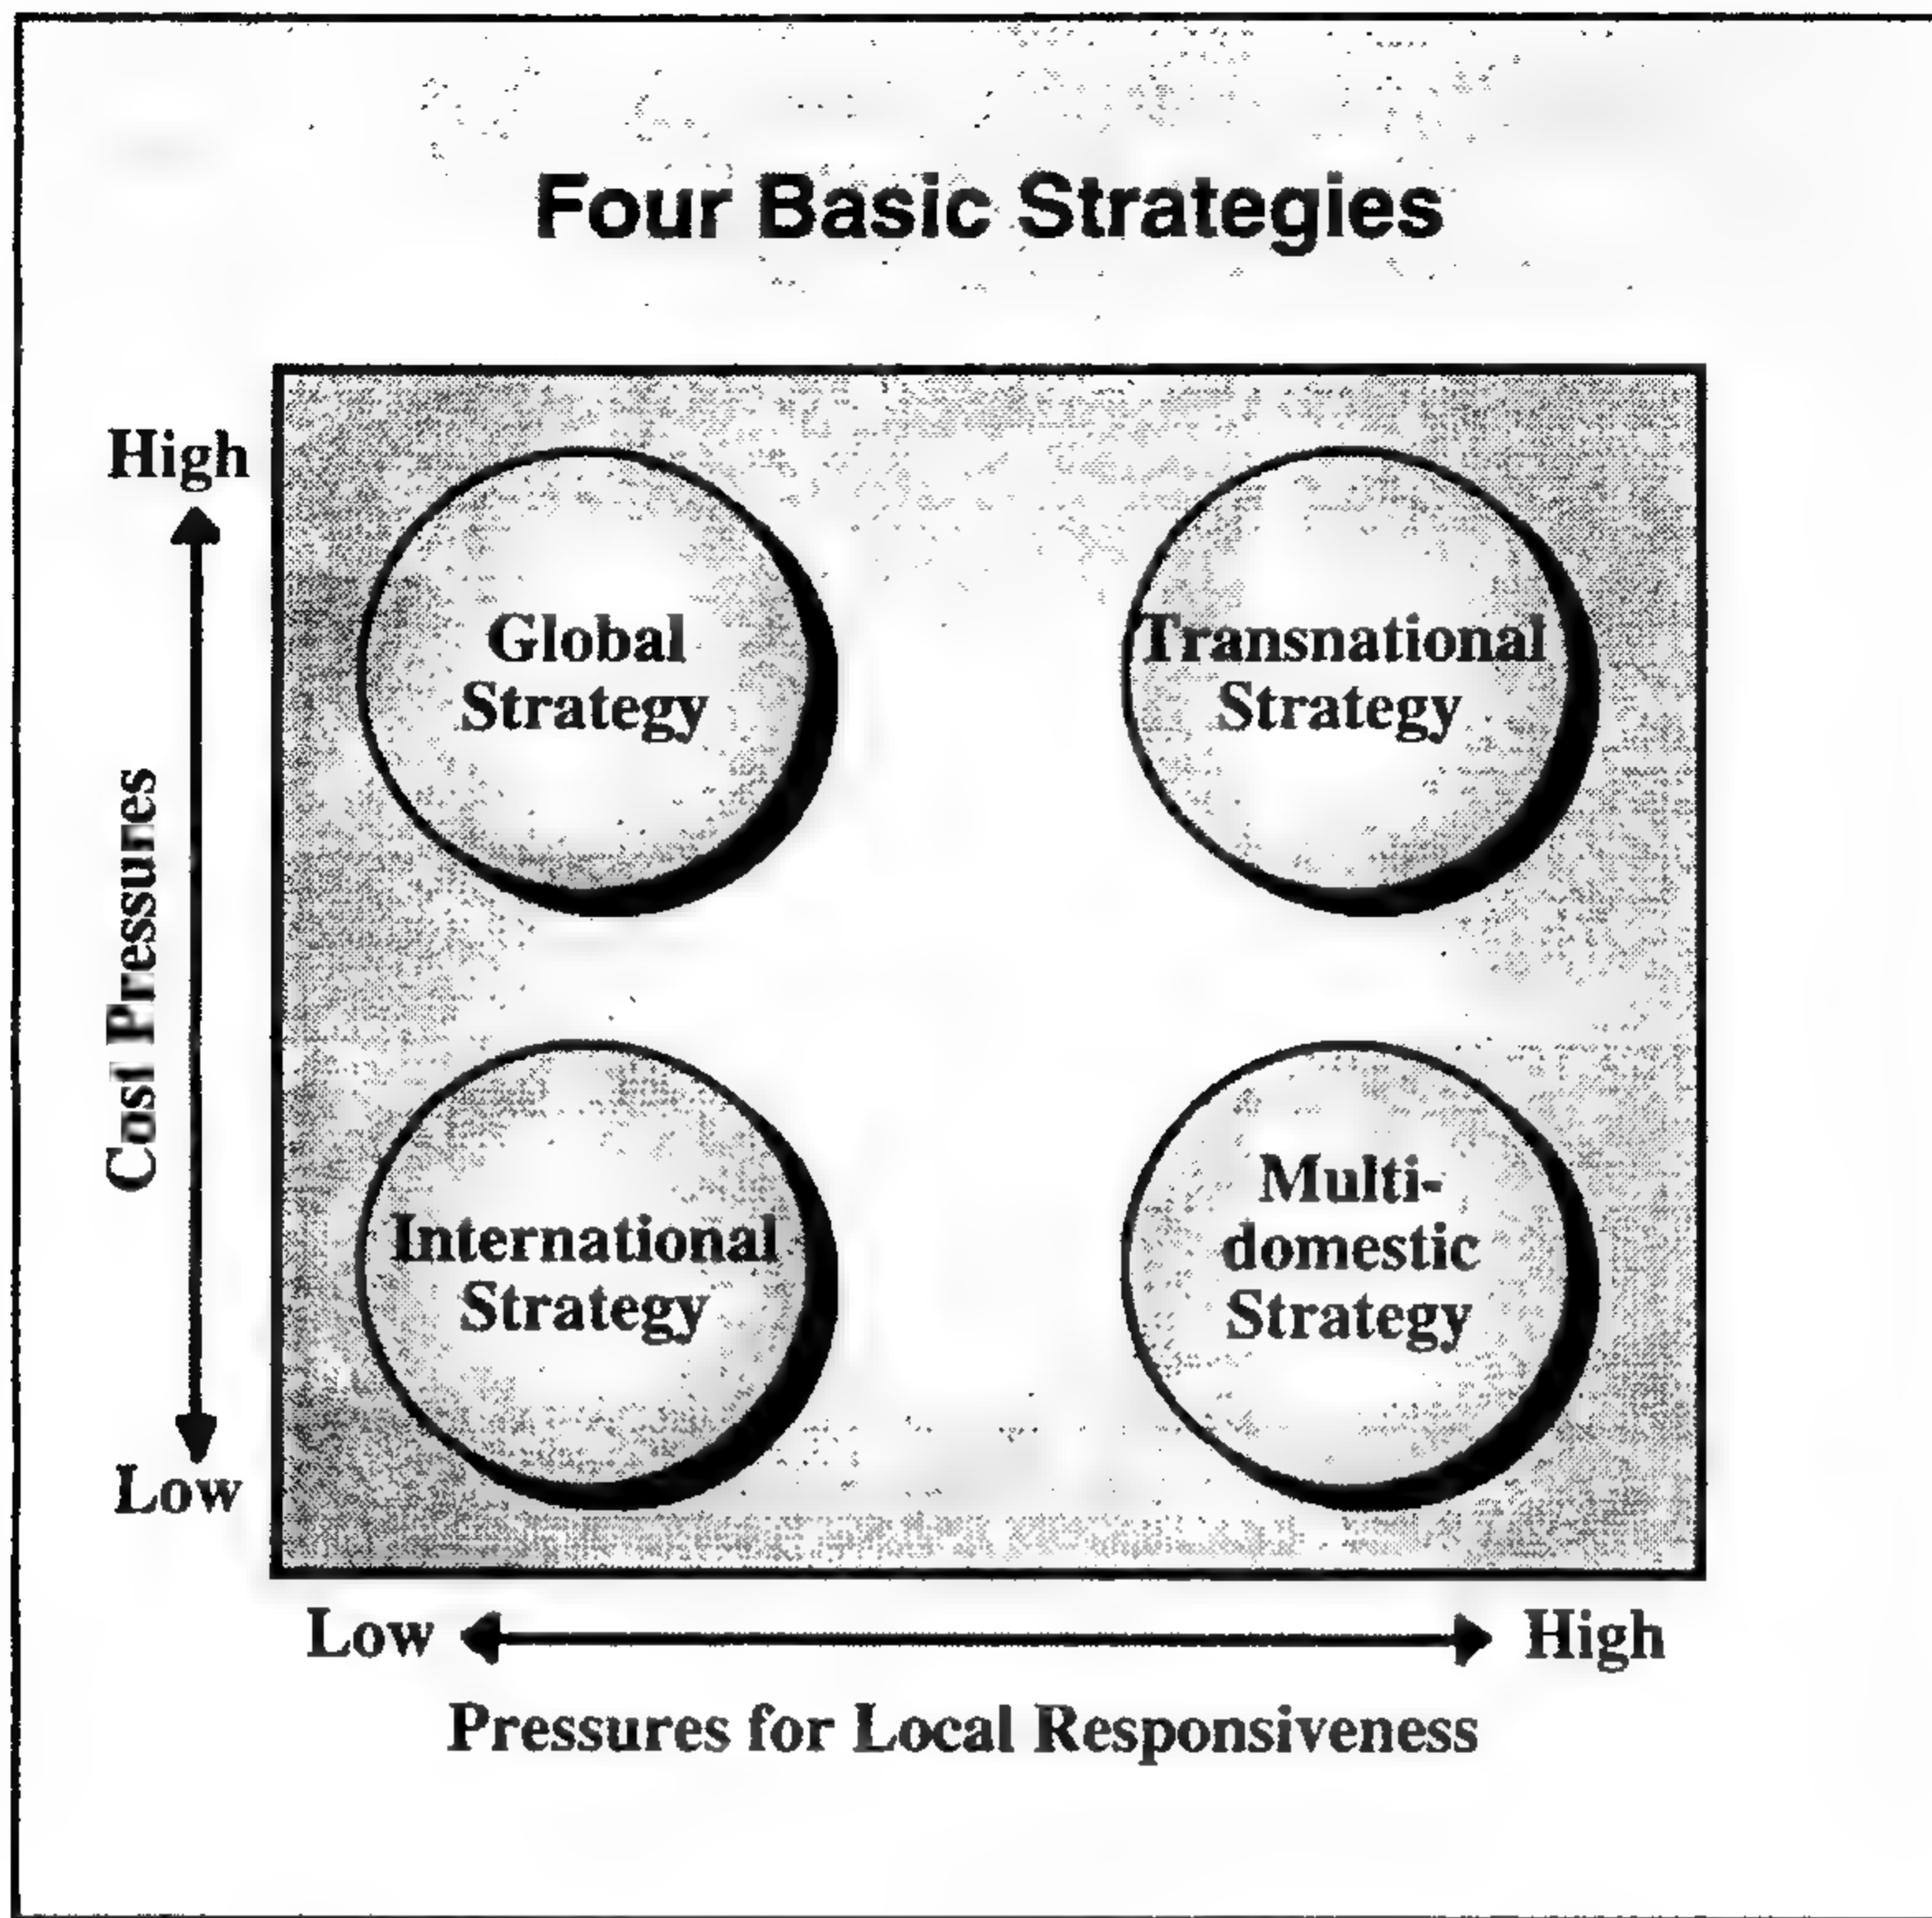 Four Basic Strategies
High
Global
Strategy
Transnational
Strategy
Cost Pressures
International
Strategy
Multi-
domestic
Strategy
Low
Low
High
Pressures for Local Responsiveness